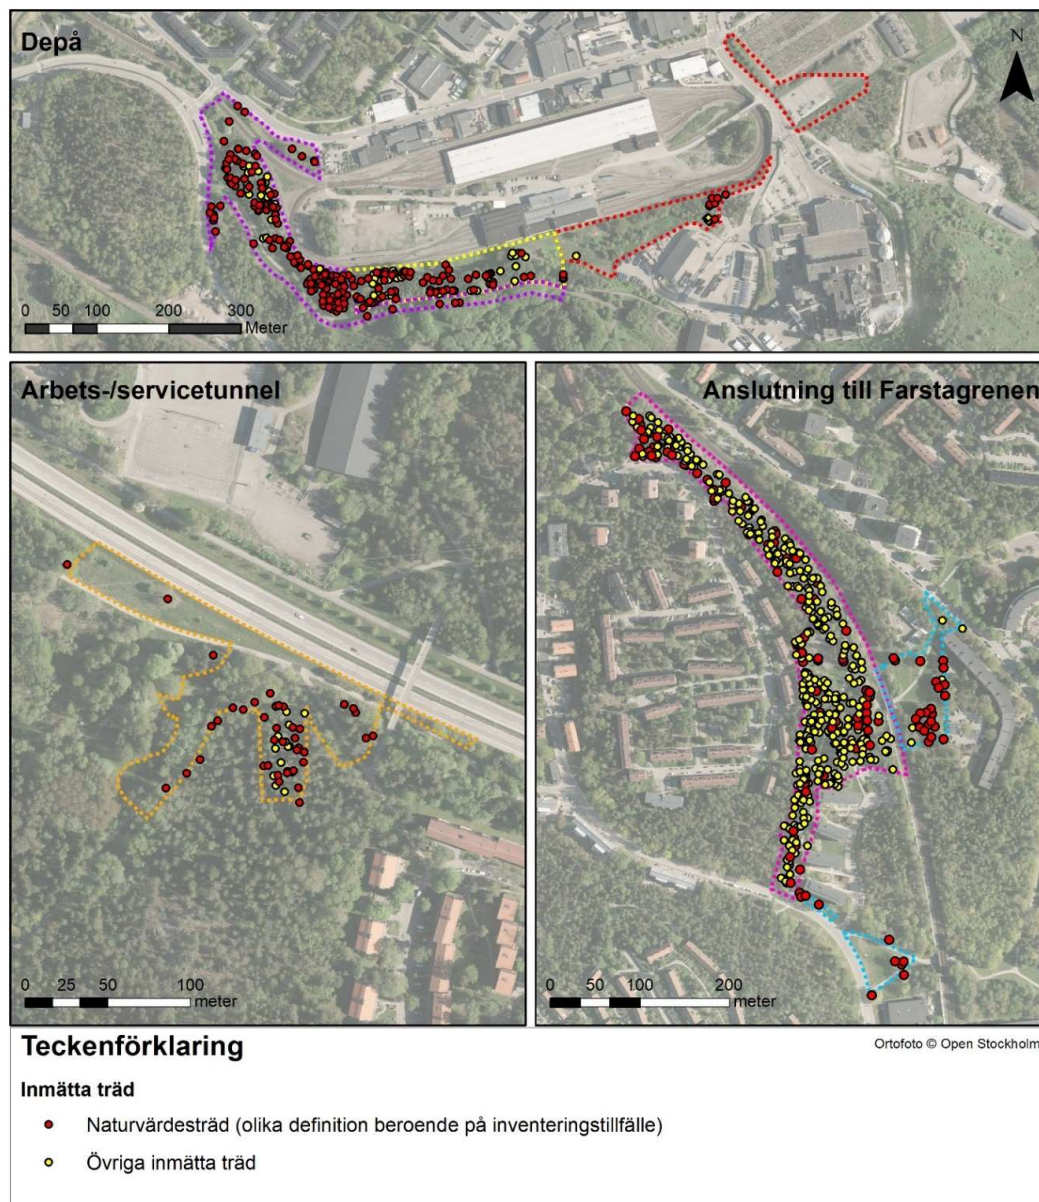 Depå
N
0 50 100 200 300
Meter
Arbets-/servicetunnel
0 25 50 100
meter
Anslutning till Farstagrenen
0 50 100 200
meter
Teckenförklaring
Ortofoto © Open Stockholm
Inmätta träd
Naturvärdesträd (olika definition beroende på inventeringstillfälle)
Övriga inmätta träd